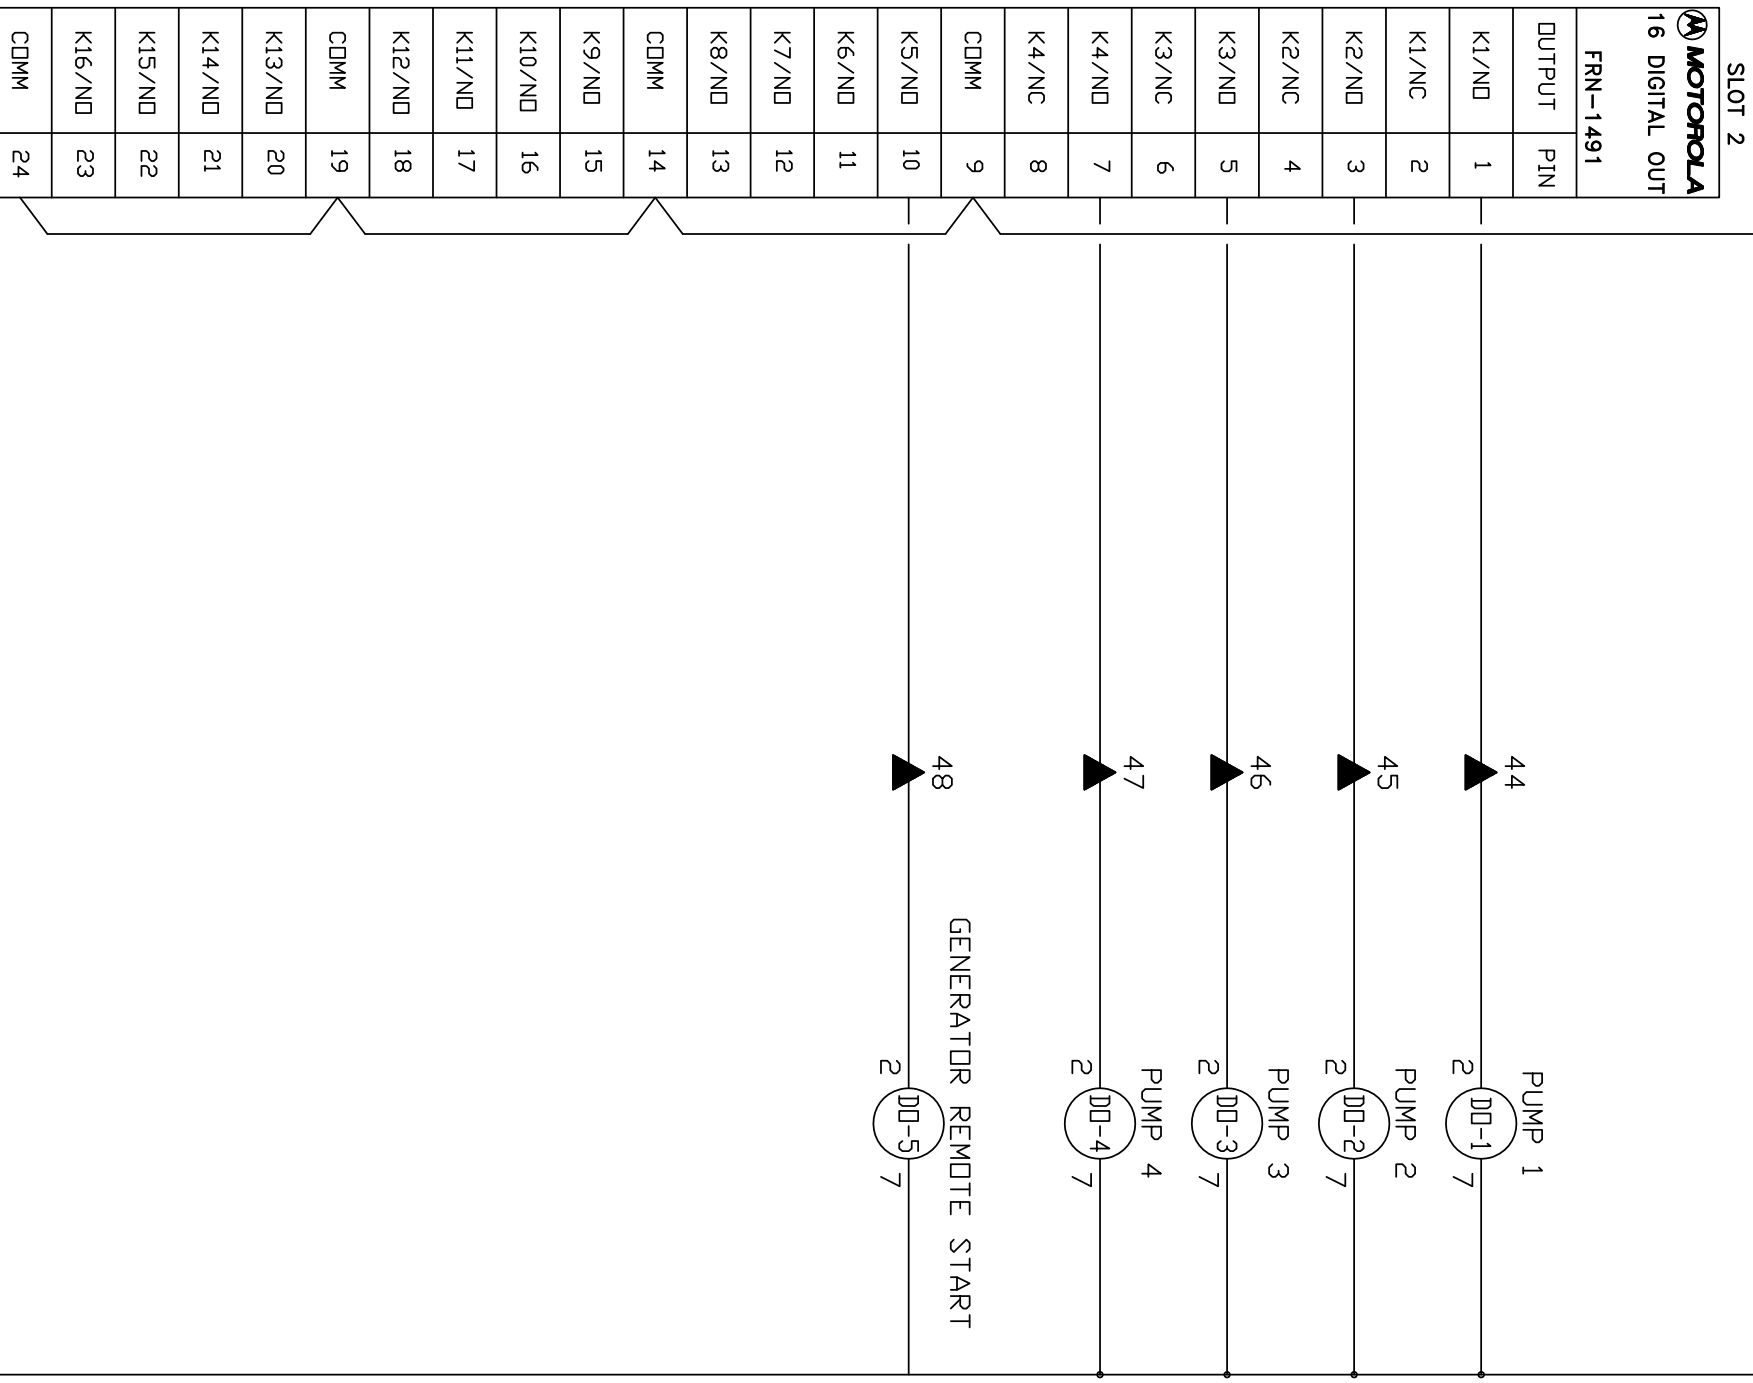 SLOT 2
MOTOROLA
16 DIGITAL OUT
FRN-1491
OUTPUT PIN
K1/NO 1
K1/NC 2
K2/NO 3
K2/NC 4
K3/NO 5
K3/NC 6
K4/NO 7
K4/NC 8
COMM 9
K5/NO 10
K6/NO 11
K7/NO 12
K8/NO 13
COMM 14
K9/NO 15
K10/NO 16
K11/NO 17
K12/NO 18
COMM 19
K13/NO 20
K14/NO 21
K15/NO 22
K16/NO 23
COMM 24
44
PUMP 1
2 DO-1 7
45
PUMP 2
2 DO-2 7
46
PUMP 3
2 DO-3 7
47
PUMP 4
2 DO-4 7
48
GENERATOR REMOTE START
2 DO-5 7